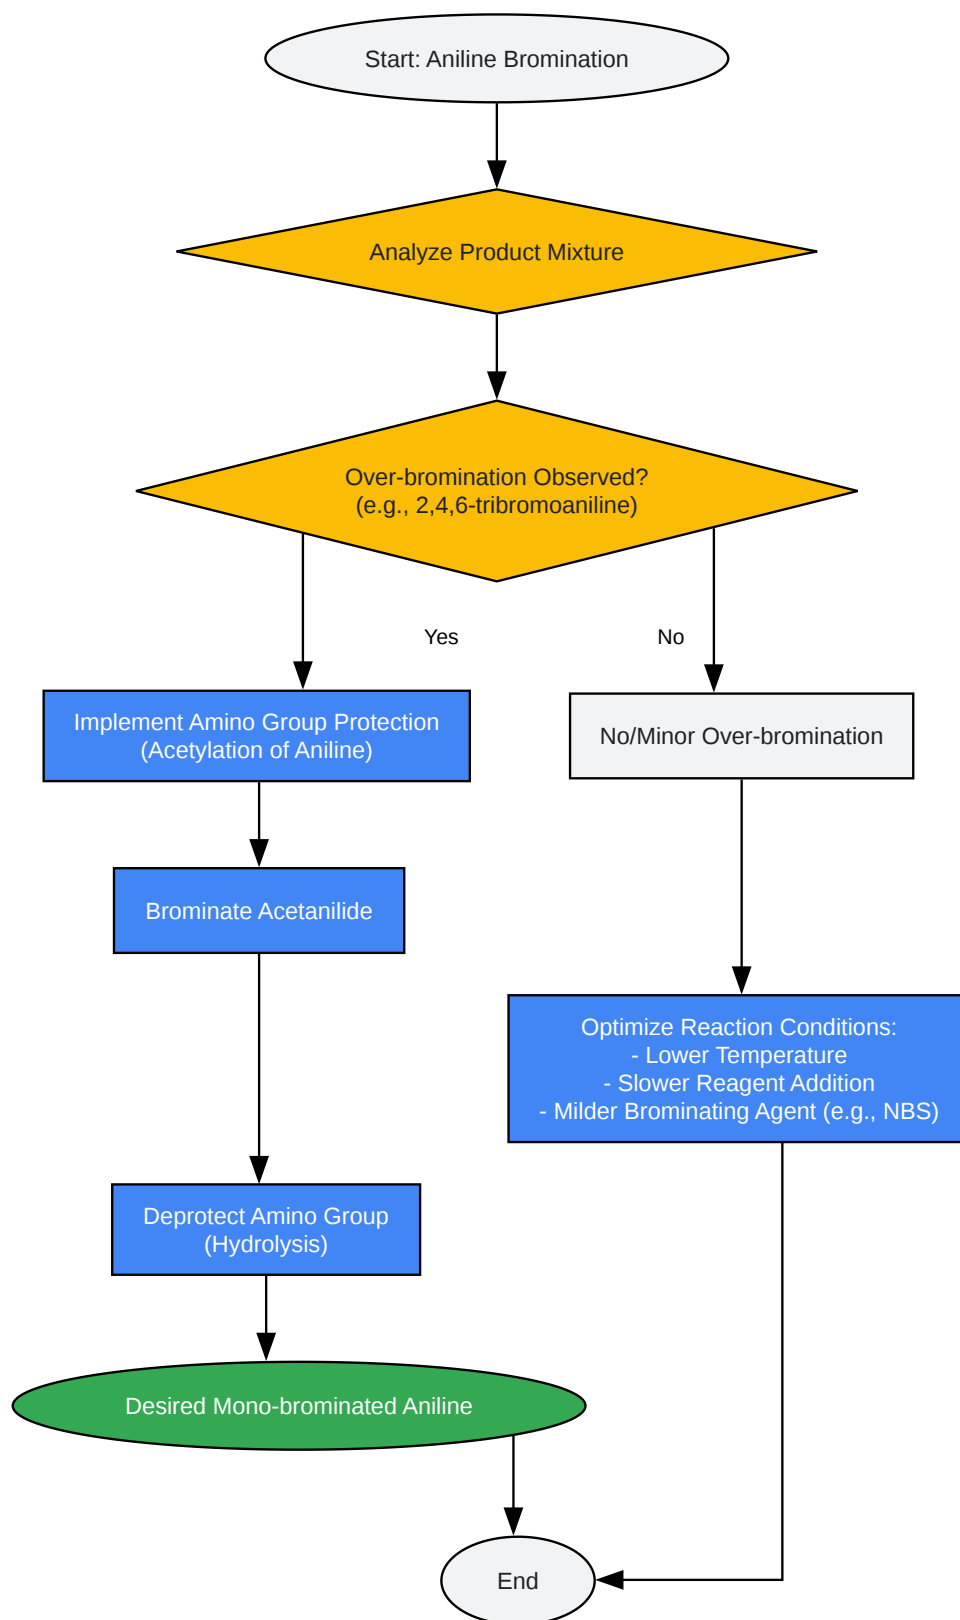 Start: Aniline Bromination
Analyze Product Mixture
Over-bromination Observed?
(e.g., 2,4,6-tribromoaniline)
Yes
No
Implement Amino Group Protection
(Acetylation of Aniline)
No/Minor Over-bromination
Brominate Acetanilide
Optimize Reaction Conditions:
- Lower Temperature
- Slower Reagent Addition
- Milder Brominating Agent (e.g., NBS)
Deprotect Amino Group
(Hydrolysis)
Desired Mono-brominated Aniline
End